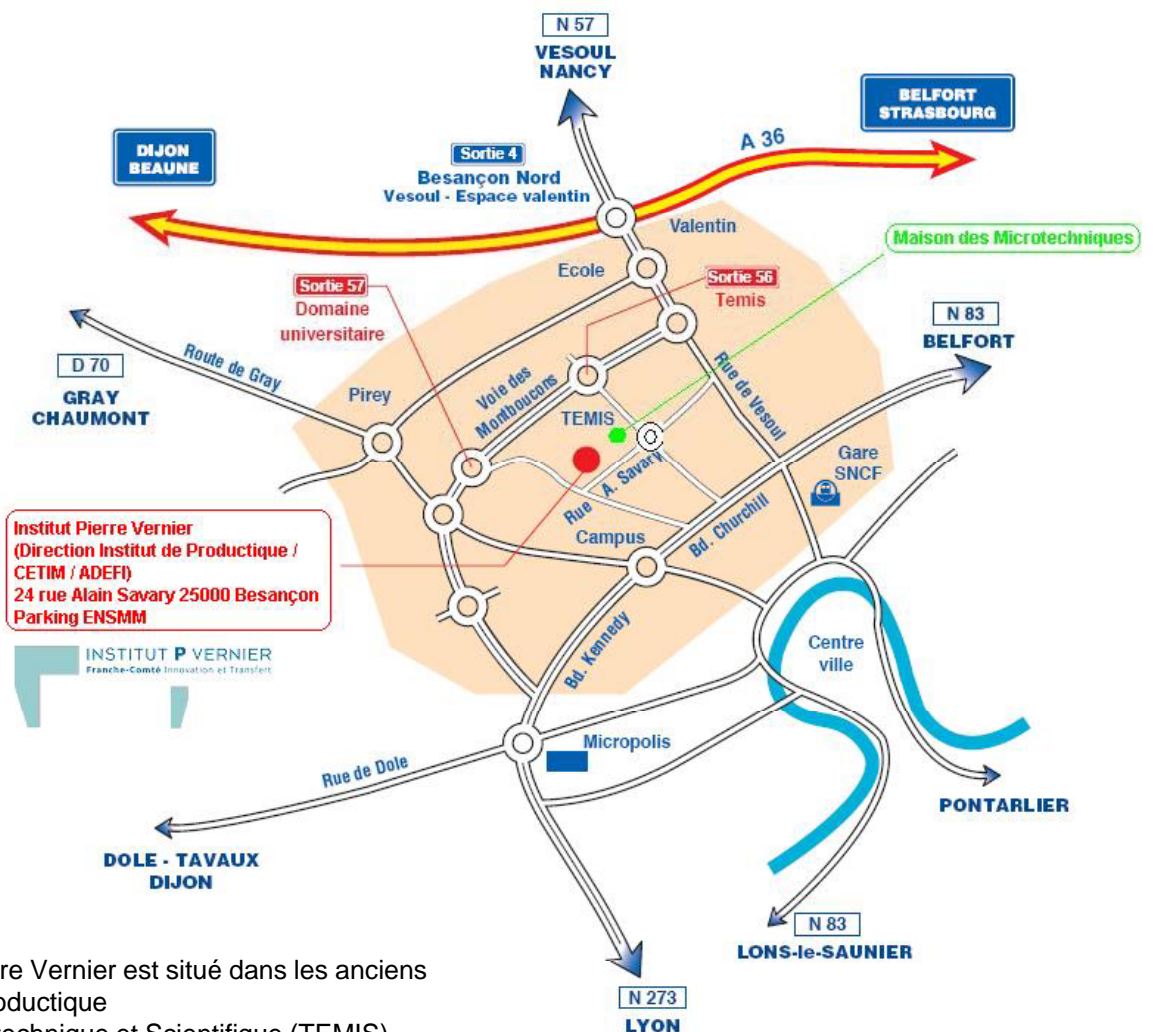 N 57
VESOUL
NANCY
BELFORT
STRASBOURG
A 36
DIJON
BEAUNE
Sortie 4
Besançon Nord
Vesoul - Espace valentin
Valentin
Maison des Microtechniques
Ecole
Sortie 57
Domaine
universitaire
Sortie 56
Temis
N 83
BELFORT
D 70
GRAY
CHAUMONT
Route de Gray
Pirey
Voie des
Montboucons
TEMIS
Rue de Vesoul
Gare
SNCF
Rue A. Savary
Bd. Churchill
Campus
Institut Pierre Vernier
(Direction Institut de Productique /
CETIM / ADEFI)
24 rue Alain Savary 25000 Besançon
Parking ENSMM
INSTITUT P VERNIER
Franche-Comté Innovation et Transfert
Bd. Kennedy
Centre
ville
Micropolis
Rue de Dole
PONTARLIER
DOLE - TAVAUX
DIJON
N 83
LONS-le-SAUNIER
N 273
LYON
re Vernier est situé dans les anciens
oductique
technique et Scientifique (TEMIS)